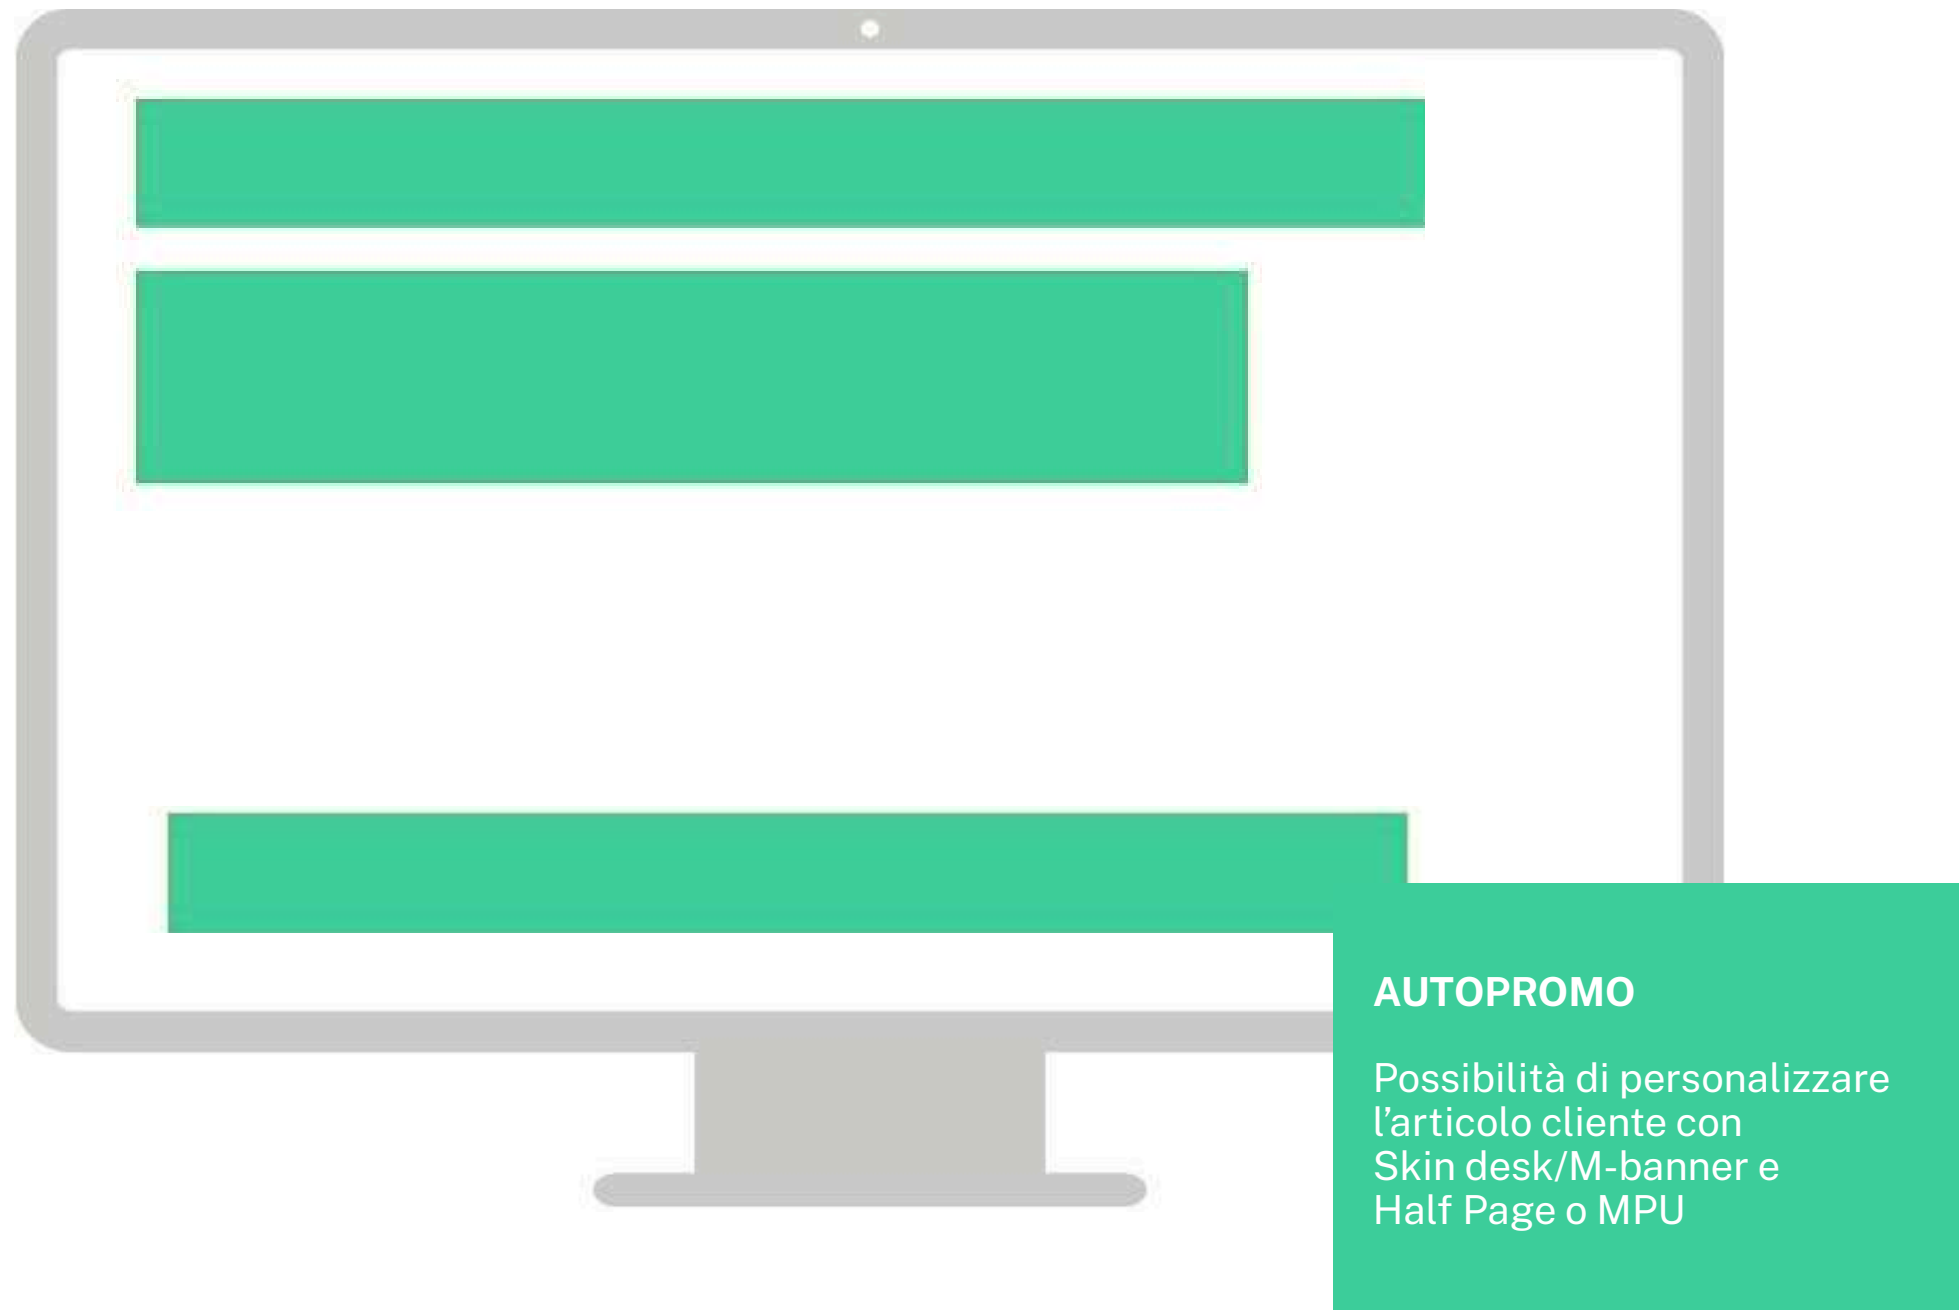 AUTOPROMO
Possibilità di personalizzare
l’articolo cliente con
Skin desk/M-banner e
Half Page o MPU